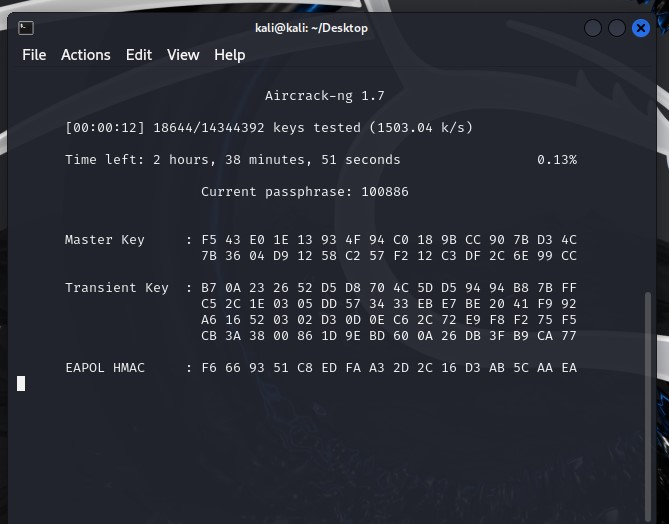 kali@kali: ~/Desktop
File Actions Edit View Help
Aircrack-ng 1.7
[00:00:12] 18644/14344392 keys tested (1503.04 k/s)
Time left: 2 hours, 38 minutes, 51 seconds 0.13%
Current passphrase: 100886
Master Key : F5 43 E0 1E 13 93 4F 94 C0 18 9B CC 90 7B D3 4C
7B 36 04 D9 12 58 C2 57 F2 12 C3 DF 2C 6E 99 CC
Transient Key : B7 0A 23 26 52 D5 D8 70 4C 5D D5 94 94 B8 7B FF
C5 2C 1E 03 05 DD 57 34 33 EB E7 BE 20 41 F9 92
A6 16 52 03 02 D3 0D 0E C6 2C 72 E9 F8 F2 75 F5
CB 3A 38 00 86 1D 9E BD 60 0A 26 DB 3F B9 CA 77
EAPOL HMAC : F6 66 93 51 C8 ED FA A3 2D 2C 16 D3 AB 5C AA EA